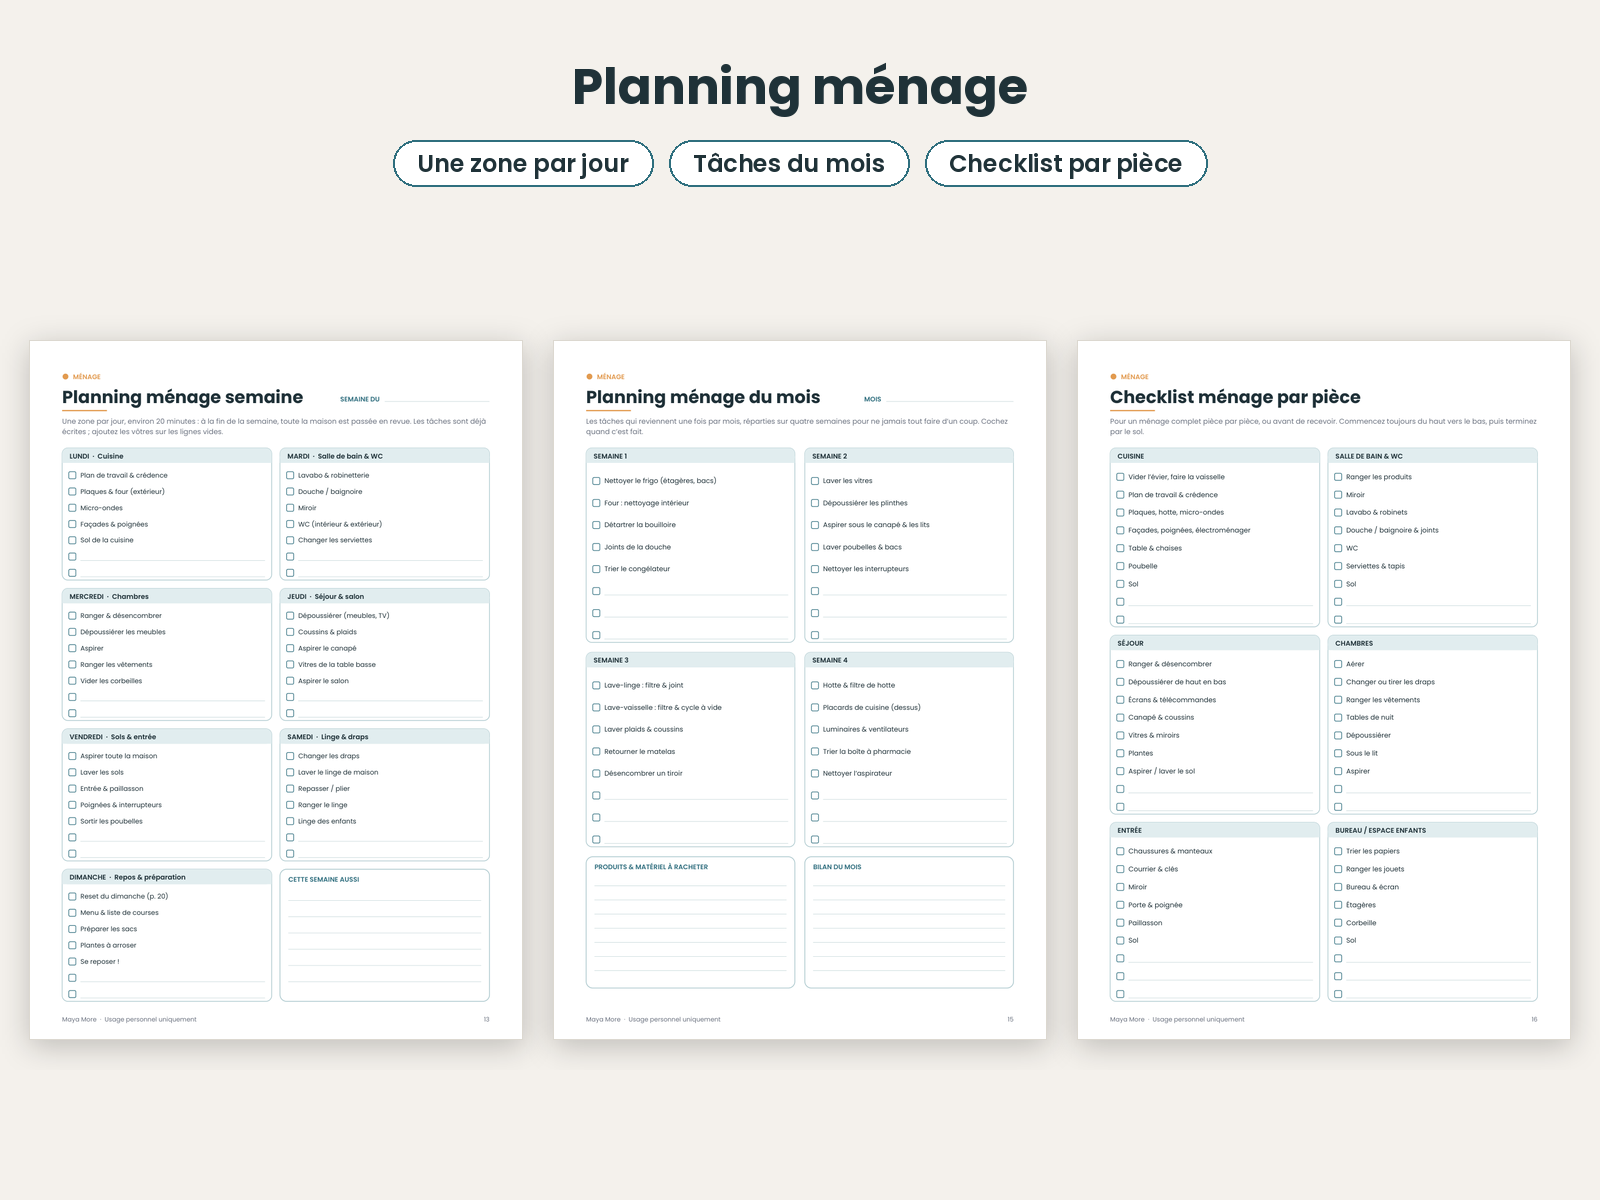 Planning ménage
Une zone par jour
Tâches du mois
Checklist par pièce
MÉNAGE
Planning ménage semaine
SEMAINE DU
Une zone par jour, environ 20 minutes : à la fin de la semaine, toute la maison est passée en revue. Les tâches sont déjà
écrites ; ajoutez les vôtres sur les lignes vides.
LUNDI · Cuisine
Plan de travail & crédence
Plaques & four (extérieur)
Micro-ondes
Façades & poignées
Sol de la cuisine
MARDI · Salle de bain & WC
Lavabo & robinetterie
Douche / baignoire
Miroir
WC (intérieur & extérieur)
Changer les serviettes
MERCREDI · Chambres
Ranger & désencombrer
Dépoussiérer les meubles
Aspirer
Ranger les vêtements
Vider les corbeilles
JEUDI · Séjour & salon
Dépoussiérer (meubles, TV)
Coussins & plaids
Aspirer le canapé
Vitres de la table basse
Aspirer le salon
VENDREDI · Sols & entrée
Aspirer toute la maison
Laver les sols
Entrée & paillasson
Poignées & interrupteurs
Sortir les poubelles
SAMEDI · Linge & draps
Changer les draps
Laver le linge de maison
Repasser / plier
Ranger le linge
Linge des enfants
DIMANCHE · Repos & préparation
Reset du dimanche (p. 20)
Menu & liste de courses
Préparer les sacs
Plantes à arroser
Se reposer !
CETTE SEMAINE AUSSI
Maya More · Usage personnel uniquement
13
MÉNAGE
Planning ménage du mois
MOIS
Les tâches qui reviennent une fois par mois, réparties sur quatre semaines pour ne jamais tout faire d'un coup. Cochez
quand c'est fait.
SEMAINE 1
Nettoyer le frigo (étagères, bacs)
Four : nettoyage intérieur
Détartrer la bouilloire
Joints de la douche
Trier le congélateur
SEMAINE 2
Laver les vitres
Dépoussiérer les plinthes
Aspirer sous le canapé & les lits
Laver poubelles & bacs
Nettoyer les interrupteurs
SEMAINE 3
Lave-linge : filtre & joint
Lave-vaisselle : filtre & cycle à vide
Laver plaids & coussins
Retourner le matelas
Désencombrer un tiroir
SEMAINE 4
Hotte & filtre de hotte
Placards de cuisine (dessus)
Luminaires & ventilateurs
Trier la boîte à pharmacie
Nettoyer l'aspirateur
PRODUITS & MATÉRIEL À RACHETER
BILAN DU MOIS
Maya More · Usage personnel uniquement
15
MÉNAGE
Checklist ménage par pièce
Pour un ménage complet pièce par pièce, ou avant de recevoir. Commencez toujours du haut vers le bas, puis terminez
par le sol.
CUISINE
Vider l'évier, faire la vaisselle
Plan de travail & crédence
Plaques, hotte, micro-ondes
Façades, poignées, électroménager
Table & chaises
Poubelle
Sol
SALLE DE BAIN & WC
Ranger les produits
Miroir
Lavabo & robinets
Douche / baignoire & joints
WC
Serviettes & tapis
Sol
SÉJOUR
Ranger & désencombrer
Dépoussiérer de haut en bas
Écrans & télécommandes
Canapé & coussins
Vitres & miroirs
Plantes
Aspirer / laver le sol
CHAMBRES
Aérer
Changer ou tirer les draps
Ranger les vêtements
Tables de nuit
Dépoussiérer
Sous le lit
Aspirer
ENTRÉE
Chaussures & manteaux
Courrier & clés
Miroir
Porte & poignée
Paillasson
Sol
BUREAU / ESPACE ENFANTS
Trier les papiers
Ranger les jouets
Bureau & écran
Étagères
Corbeille
Sol
Maya More · Usage personnel uniquement
16